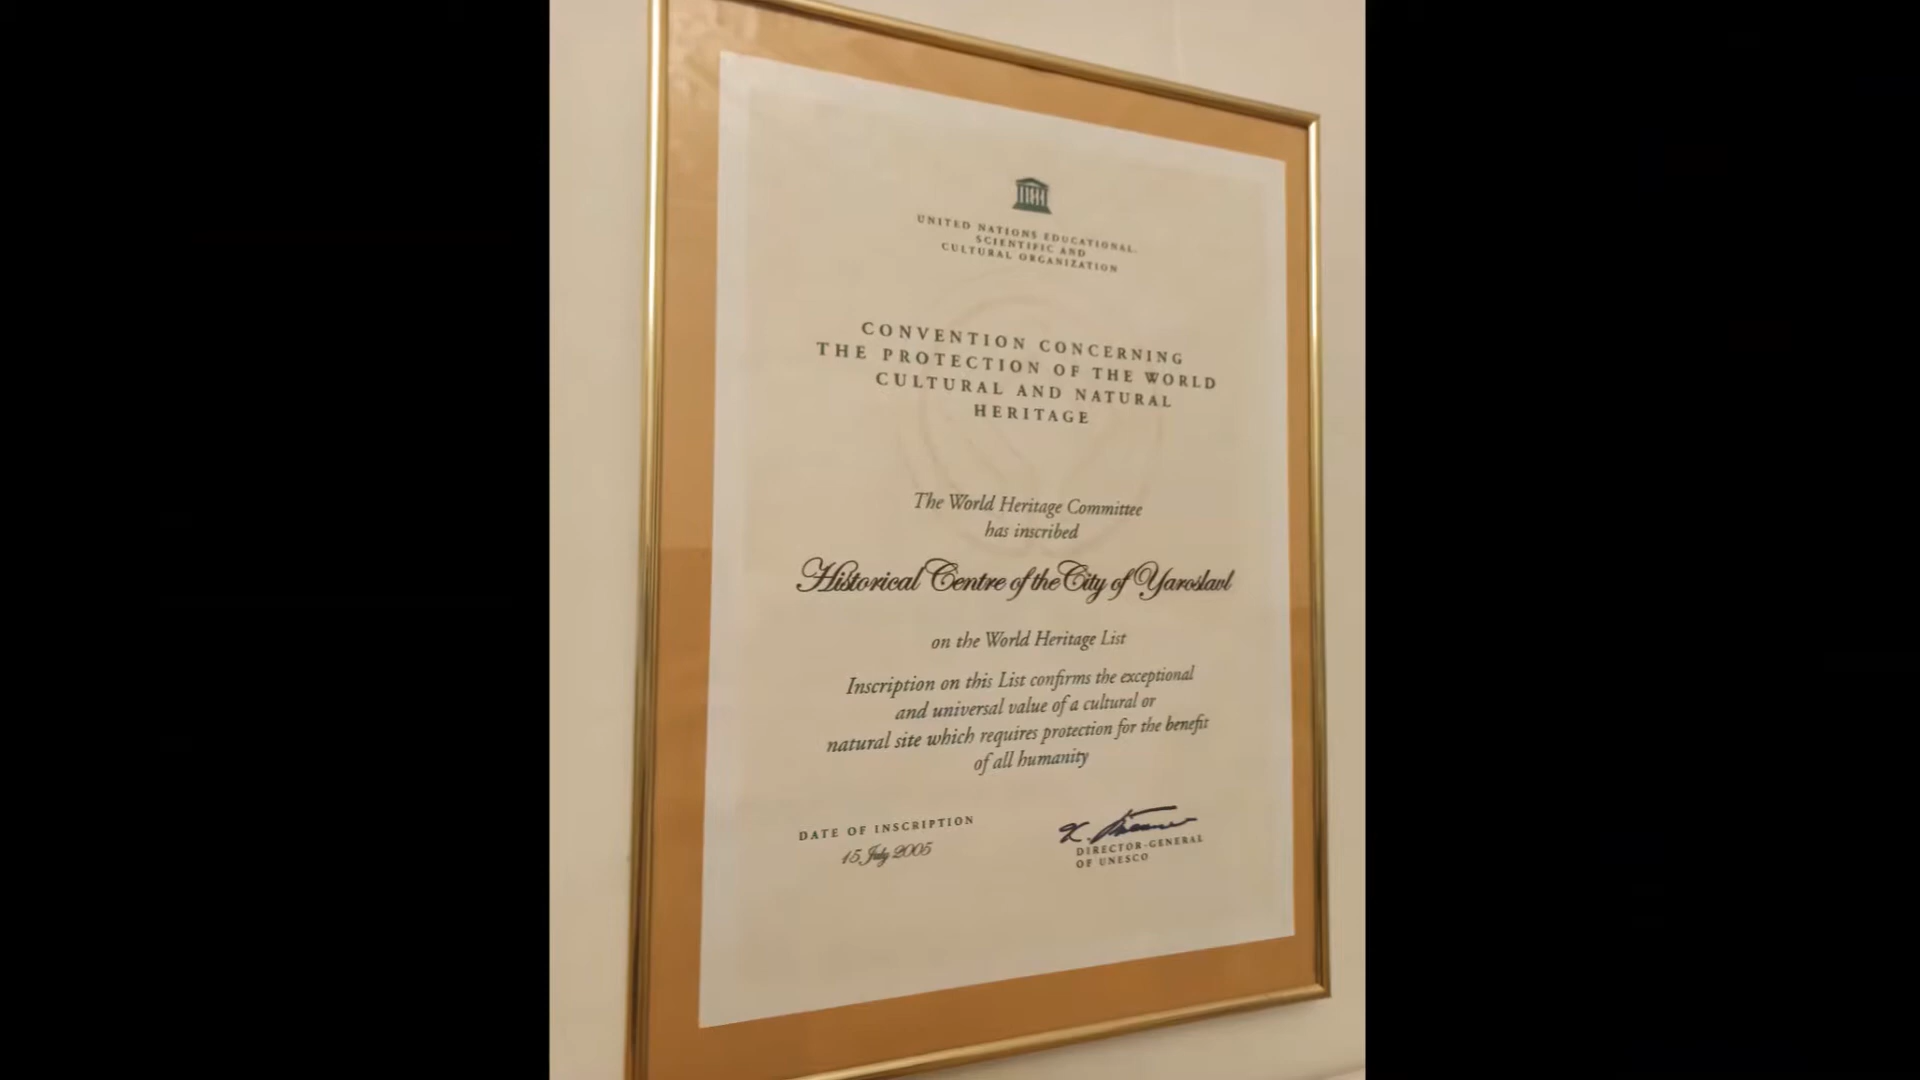 UNITED NATIONS EDUCATIONAL,
SCIENTIFIC AND
CULTURAL ORGANIZATION
CONVENTION CONCERNING
THE PROTECTION OF THE WORLD
CULTURAL AND NATURAL
HERITAGE
The World Heritage Committee
has inscribed
Historical Centre of the City of Yaroslavl
on the World Heritage List
Inscription on this List confirms the exceptional
and universal value of a cultural or
natural site which requires protection for the benefit
of all humanity
DATE OF INSCRIPTION
15 July 2005
DIRECTOR-GENERAL
OF UNESCO